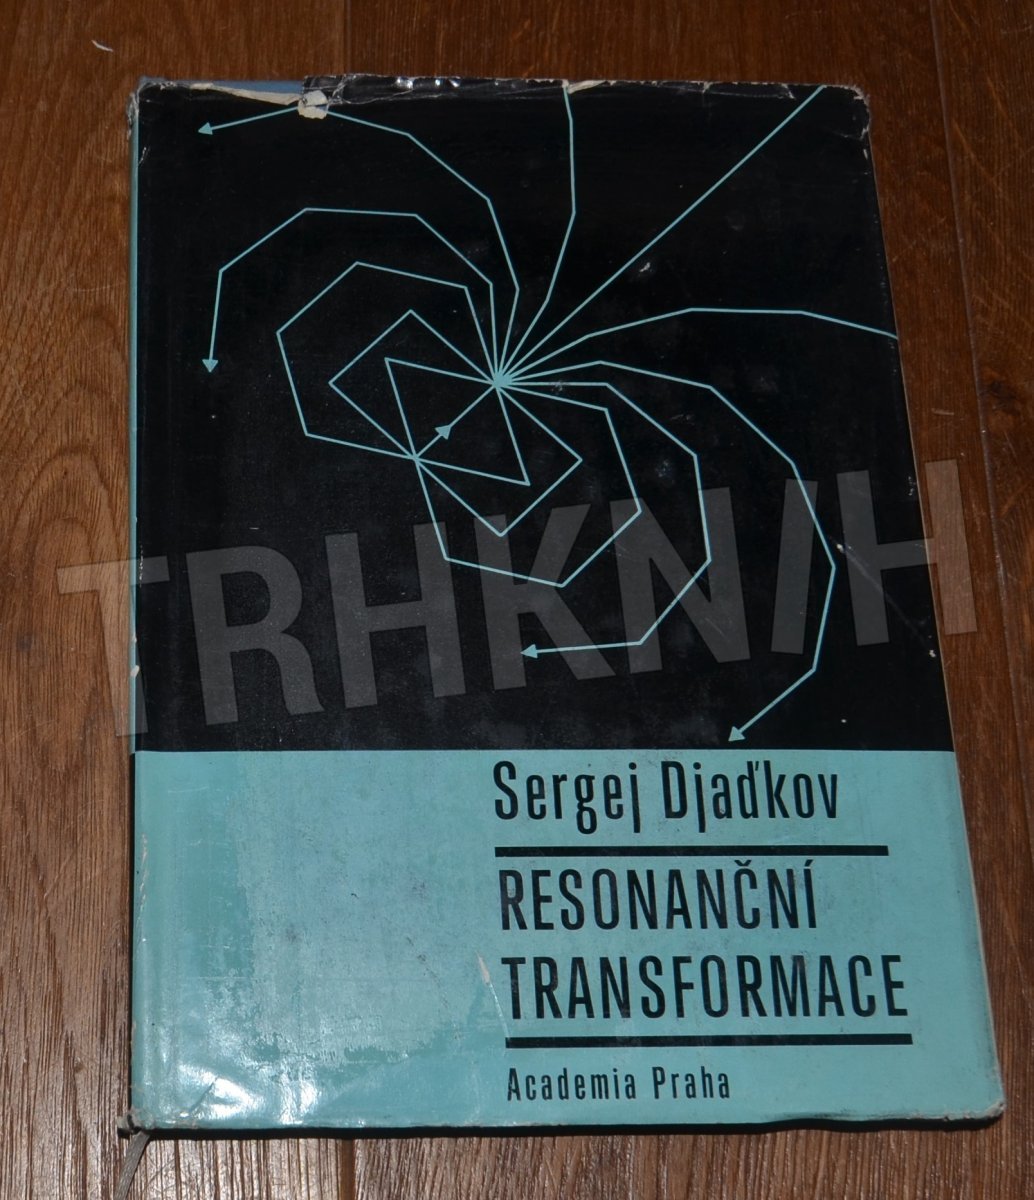 TRHKNIH
Sergej Djaďkov
RESONANČNÍ
TRANSFORMACE
Academia Praha